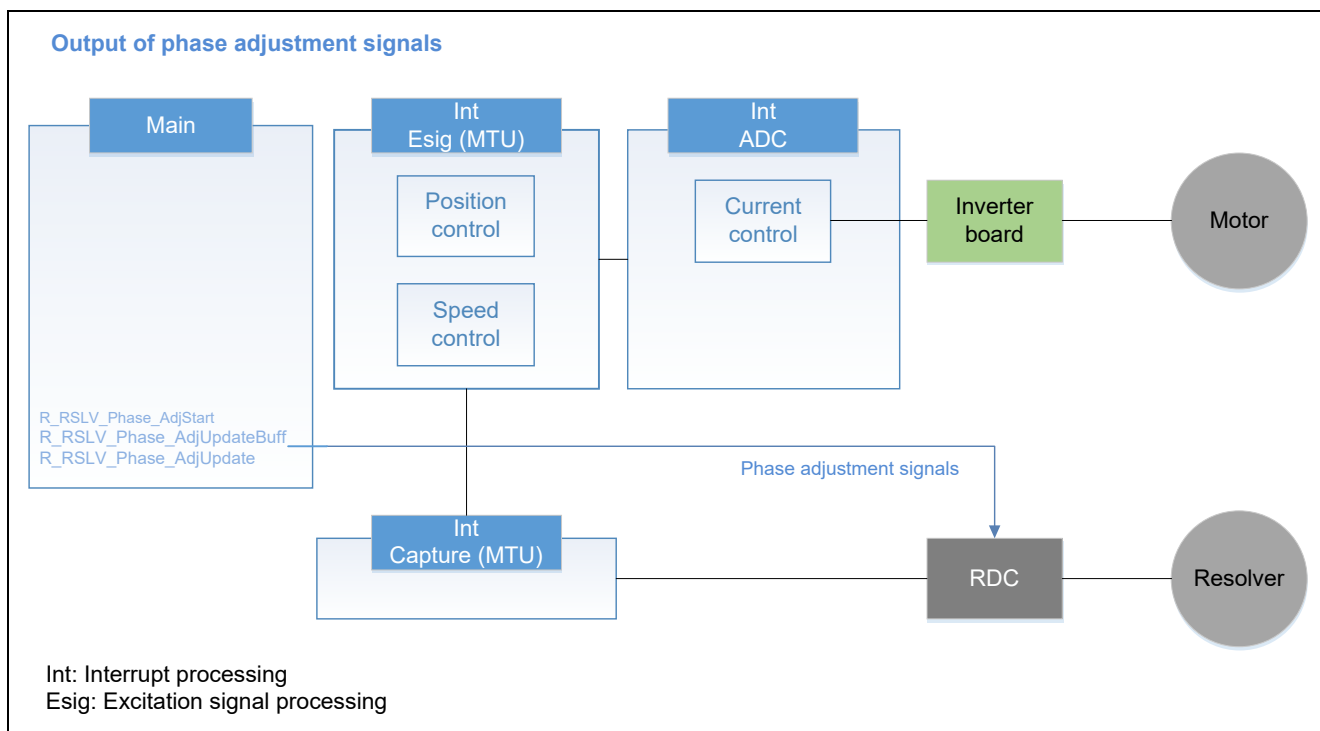 Output of phase adjustment signals
Main
Int
Esig (MTU)
Int
ADC
Position
control
Current
control
Inverter
board
Motor
Speed
control
R_RSLV_Phase_AdjStart
R_RSLV_Phase_AdjUpdateBuff
R_RSLV_Phase_AdjUpdate
Phase adjustment signals
Int
Capture (MTU)
RDC
Resolver
Int: Interrupt processing
Esig: Excitation signal processing